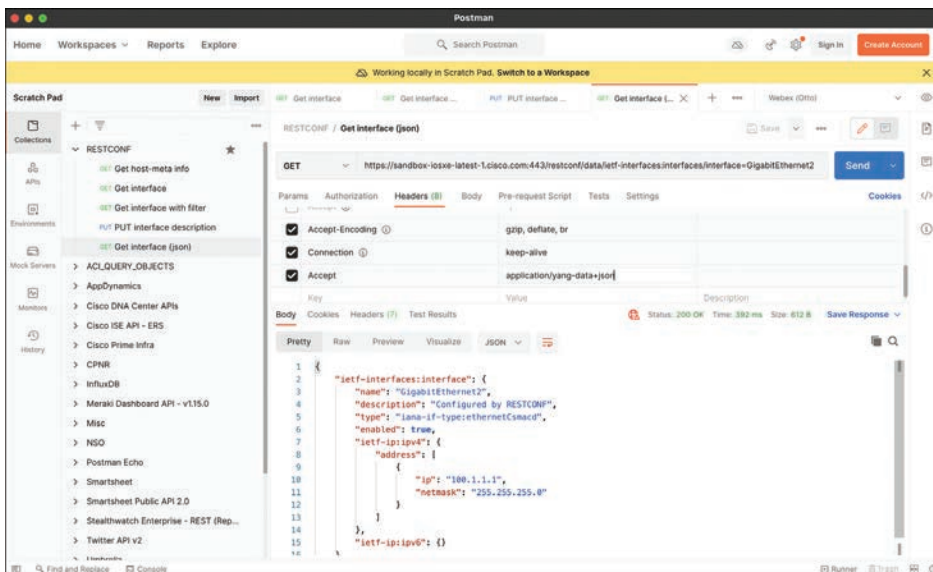 Postman
Home Workspaces Reports Explore Search Postman Sign In Create Account
Working locally in Scratch Pad. Switch to a Workspace
Scratch Pad New Import GET Get interface GET Get interface ... PUT PUT interface ... GET Get interface (... Webex (Otto)
Collections
APIs
Environments
Mock Servers
Monitors
History
RESTCONF
GET Get host-meta info
GET Get interface
GET Get interface with filter
PUT PUT interface description
GET Get interface (json)
ACI_QUERY_OBJECTS
AppDynamics
Cisco DNA Center APIs
Cisco ISE API - ERS
Cisco Prime Infra
CPNR
InfluxDB
Meraki Dashboard API - v1.15.0
Misc
NSO
Postman Echo
Smartsheet
Smartsheet Public API 2.0
Stealthwatch Enterprise - REST (Rep...
Twitter API v2
RESTCONF / Get interface (json) Save
GET https://sandbox-iosxe-latest-1.cisco.com:443/restconf/data/ietf-interfaces:interfaces/interface=GigabitEthernet2 Send
Params Authorization Headers (8) Body Pre-request Script Tests Settings Cookies
Accept-Encoding gzip, deflate, br
Connection keep-alive
Accept application/yang-data+json
Key Value Description
Body Cookies Headers (7) Test Results Status: 200 OK Time: 392 ms Size: 612 B Save Response
Pretty Raw Preview Visualize JSON
1 {
2 "ietf-interfaces:interface": {
3 "name": "GigabitEthernet2",
4 "description": "Configured by RESTCONF",
5 "type": "iana-if-type:ethernetCsmacd",
6 "enabled": true,
7 "ietf-ip:ipv4": {
8 "address": [
9 {
10 "ip": "100.1.1.1",
11 "netmask": "255.255.255.0"
12 }
13 ]
14 },
15 "ietf-ip:ipv6": {}
16 }
Find and Replace Console Runner Trash